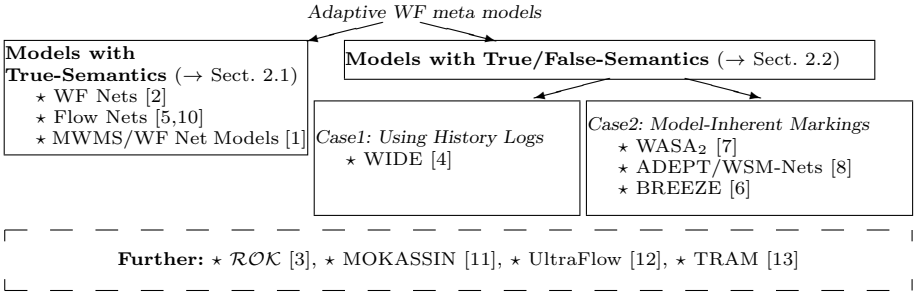 Adaptive WF meta models
Models with
True-Semantics (→ Sect. 2.1)
⋆ WF Nets [2]
⋆ Flow Nets [5,10]
⋆ MWMS/WF Net Models [1]
Models with True/False-Semantics (→ Sect. 2.2)
Case1: Using History Logs
⋆ WIDE [4]
Case2: Model-Inherent Markings
⋆ WASA₂ [7]
⋆ ADEPT/WSM-Nets [8]
⋆ BREEZE [6]
Further: ⋆ ROK [3], ⋆ MOKASSIN [11], ⋆ UltraFlow [12], ⋆ TRAM [13]